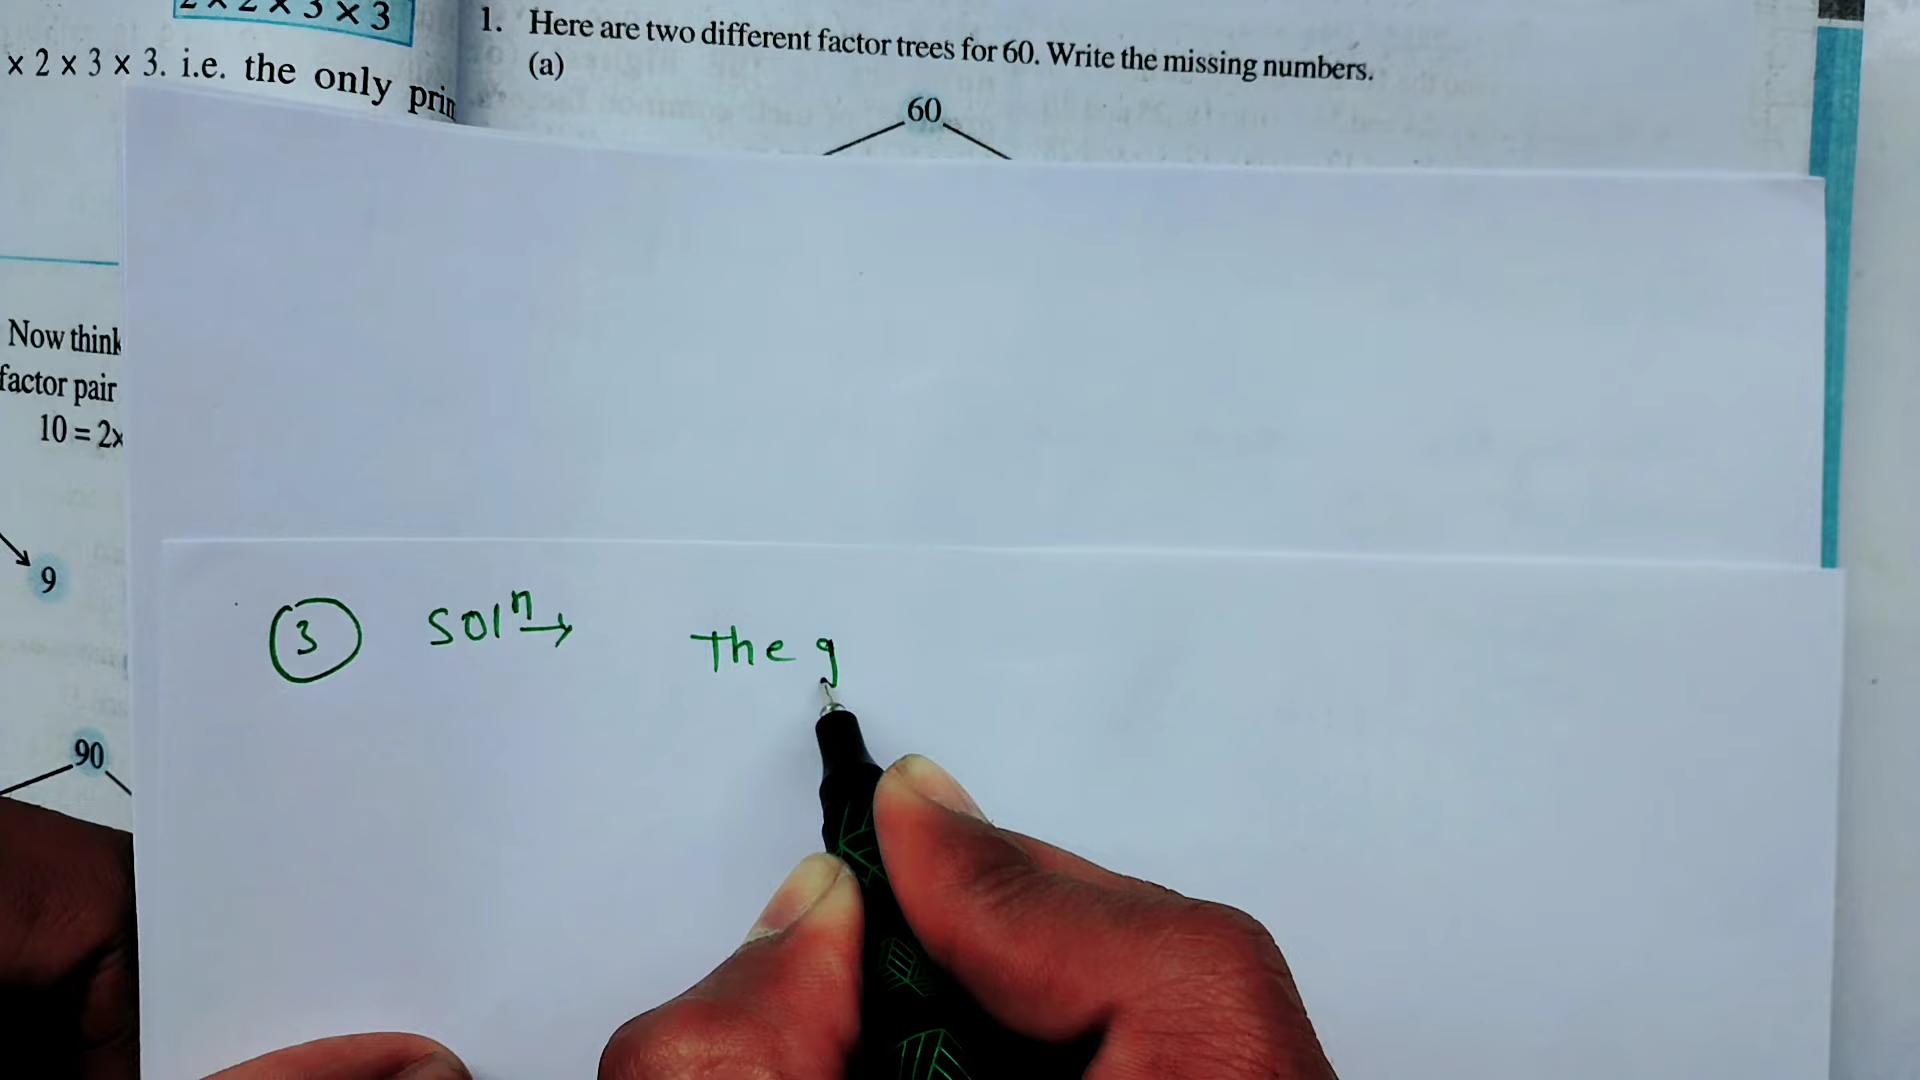 2 × 2 × 3 × 3
× 2 × 3 × 3. i.e. the only prin
Now think
factor pair
10 = 2×
9
90
1. Here are two different factor trees for 60. Write the missing numbers.
(a)
60
3 Solⁿ→ The g